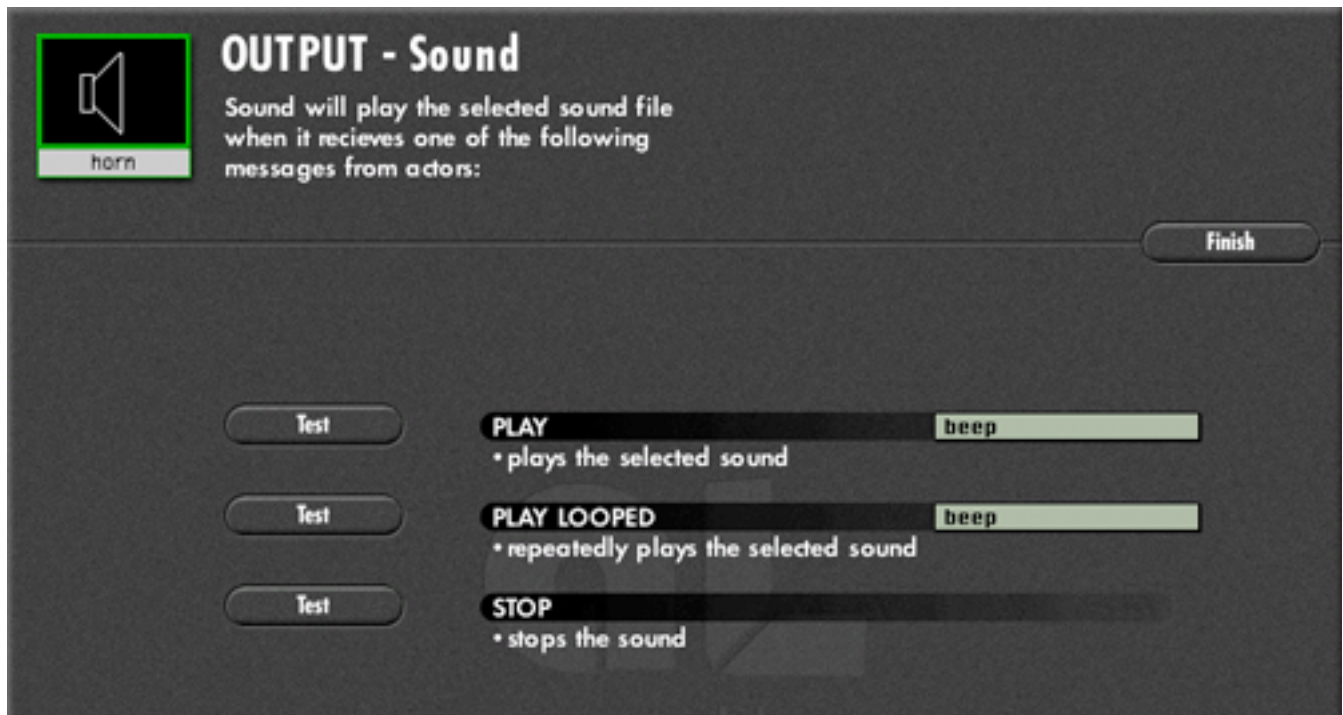 OUTPUT - Sound
Sound will play the selected sound file
when it recieves one of the following
messages from actors:
horn
Finish
Test
PLAY
beep
• plays the selected sound
Test
PLAY LOOPED
beep
• repeatedly plays the selected sound
Test
STOP
• stops the sound